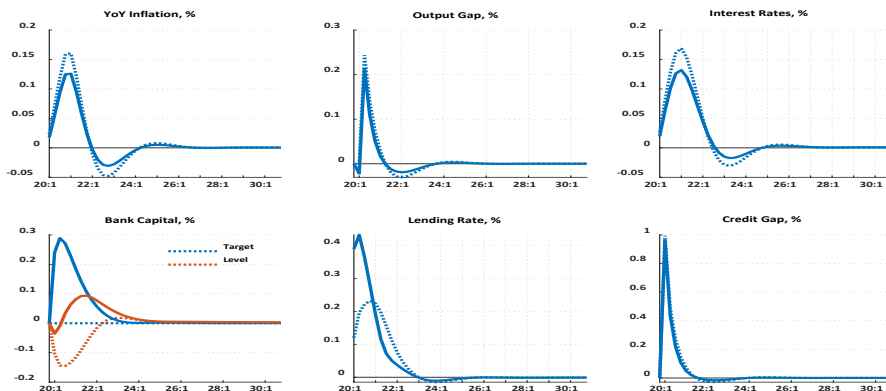 YoY Inflation, %
0.2
0.15
0.1
0.05
0
-0.05
20:1 22:1 24:1 26:1 28:1 30:1
Output Gap, %
0.3
0.2
0.1
0
20:1 22:1 24:1 26:1 28:1 30:1
Interest Rates, %
0.2
0.15
0.1
0.05
0
-0.05
20:1 22:1 24:1 26:1 28:1 30:1
Bank Capital, %
0.3
0.2
0.1
0
-0.1
-0.2
Target
Level
20:1 22:1 24:1 26:1 28:1 30:1
Lending Rate, %
0.4
0.3
0.2
0.1
0
20:1 22:1 24:1 26:1 28:1 30:1
Credit Gap, %
1
0.8
0.6
0.4
0.2
0
20:1 22:1 24:1 26:1 28:1 30:1